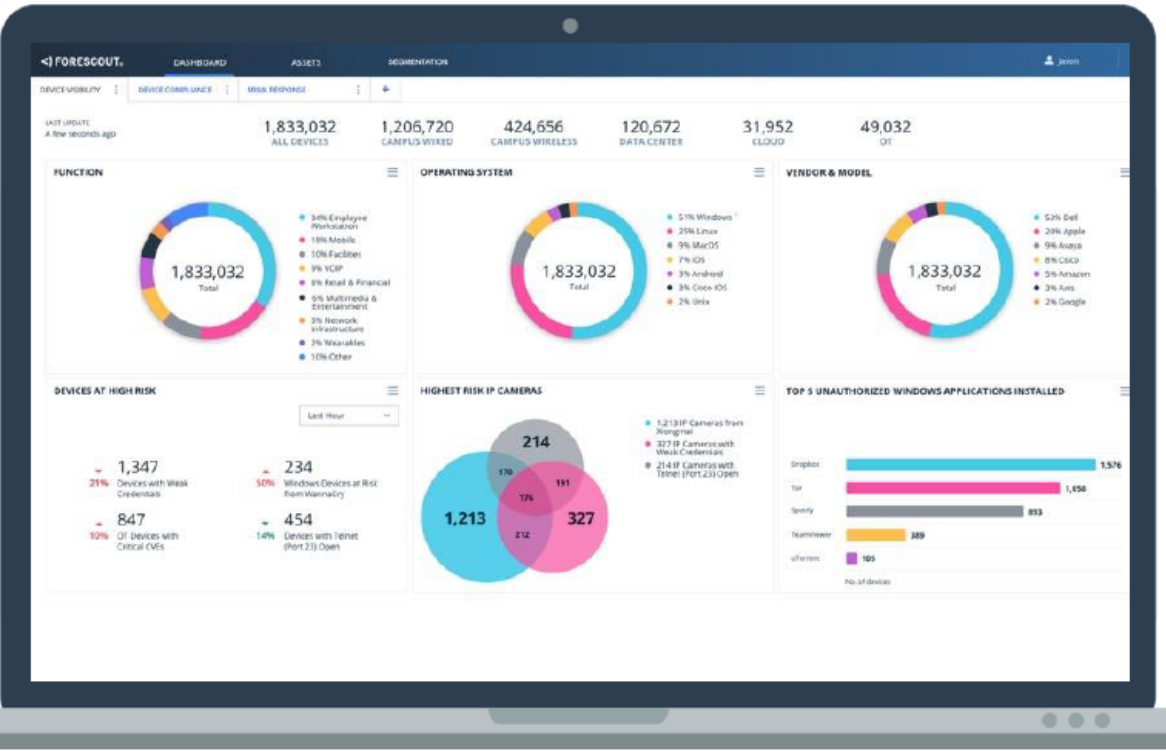 <) FORESCOUT.
DASHBOARD
ASSETS
SEGMENTATION
jason
DEVICE VISIBILITY
DEVICE COMPLIANCE
RESPONSE
+
LAST UPDATE
A few seconds ago
1,833,032
ALL DEVICES
1,206,720
CAMPUS WIRED
424,656
CAMPUS WIRELESS
120,672
DATA CENTER
31,952
CLOUD
49,032
OT
FUNCTION
1,833,032
Total
34% Employee
Workstation
18% Mobile
10% Facilities
9% VOIP
8% Retail & Financial
6% Multimedia &
Entertainment
3% Network
Infrastructure
2% Wearables
10% Other
OPERATING SYSTEM
1,833,032
Total
51% Windows
25% Linux
9% MacOS
7% iOS
3% Android
3% Cisco IOS
2% Unix
VENDOR & MODEL
1,833,032
Total
53% Dell
20% Apple
9% Avaya
8% Cisco
5% Amazon
3% Axis
2% Google
DEVICES AT HIGH RISK
Last Hour
1,347
21%
Devices with Weak
Credentials
234
50%
Windows Devices at Risk
from WannaCry
847
10%
OT Devices with
Critical CVEs
454
14%
Devices with Telnet
(Port 23) Open
HIGHEST RISK IP CAMERAS
214
170
191
176
1,213
327
212
1,213 IP Cameras from
Xiongmai
327 IP Cameras with
Weak Credentials
214 IP Cameras with
Telnet (Port 23) Open
TOP 5 UNAUTHORIZED WINDOWS APPLICATIONS INSTALLED
Dropbox
1,576
Tor
1,058
Spotify
893
TeamViewer
389
uTorrent
105
No. of devices